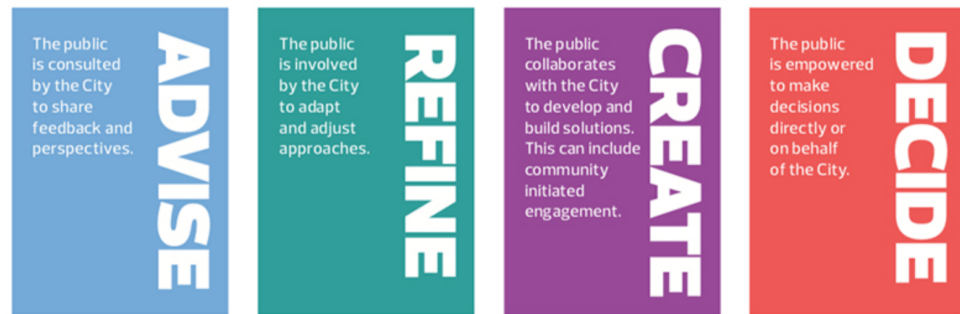 The public
is consulted
by the City
to share
feedback and
perspectives.
ADVISE
The public
is involved
by the City
to adapt
and adjust
approaches.
REFINE
The public
collaborates
with the City
to develop and
build solutions.
This can include
community
initiated
engagement.
CREATE
The public
is empowered
to make
decisions
directly or
on behalf
of the City.
DECIDE